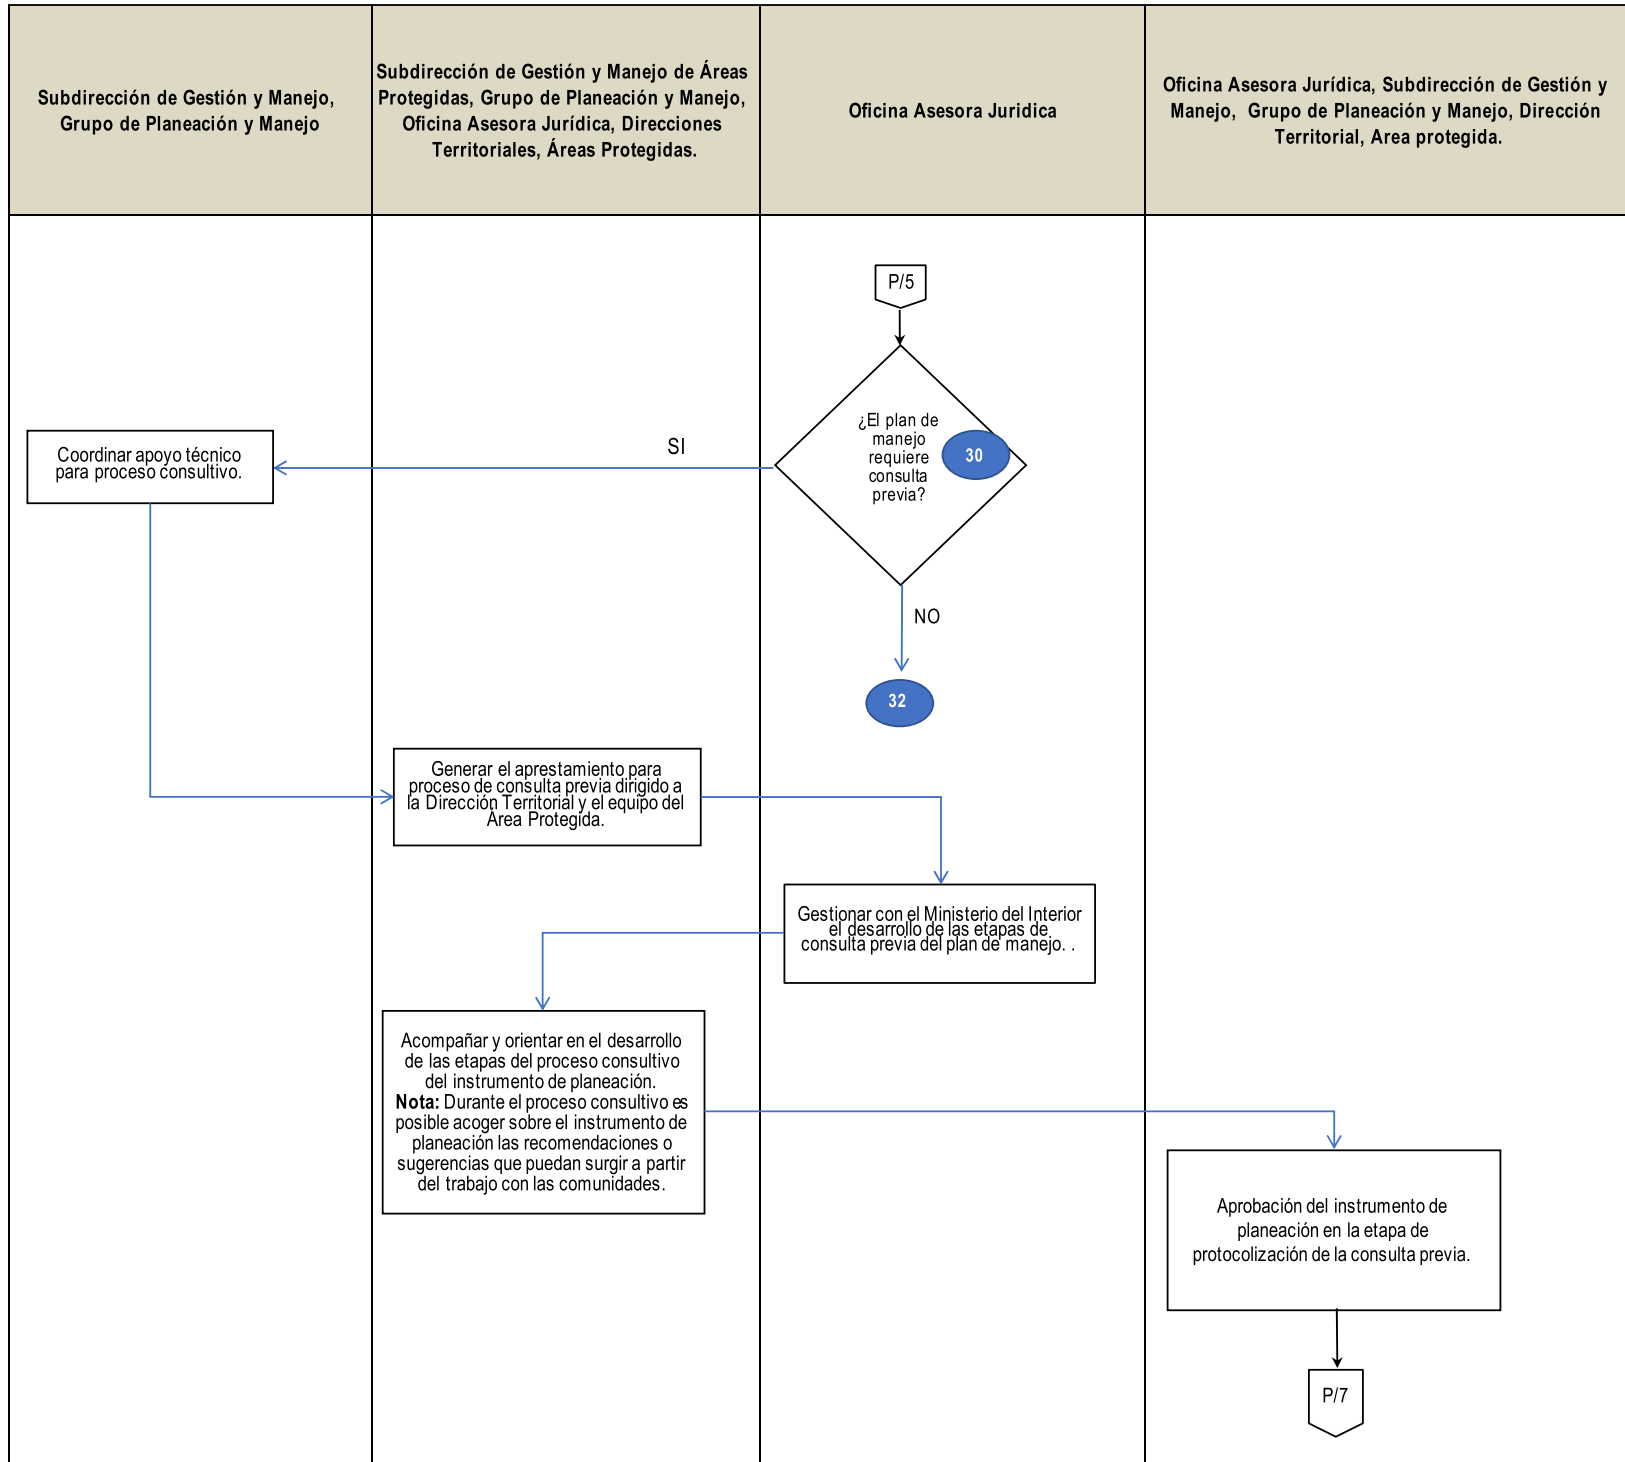 Subdirección de Gestión y Manejo,
Grupo de Planeación y Manejo
Subdirección de Gestión y Manejo de Áreas
Protegidas, Grupo de Planeación y Manejo,
Oficina Asesora Jurídica, Direcciones
Territoriales, Áreas Protegidas.
Oficina Asesora Juridica
Oficina Asesora Jurídica, Subdirección de Gestión y
Manejo, Grupo de Planeación y Manejo, Dirección
Territorial, Area protegida.
P/5
¿El plan de
manejo
requiere
consulta
previa?
30
SI
Coordinar apoyo técnico
para proceso consultivo.
NO
32
Generar el aprestamiento para
proceso de consulta previa dirigido a
la Dirección Territorial y el equipo del
Área Protegida.
Gestionar con el Ministerio del Interior
el desarrollo de las etapas de
consulta previa del plan de manejo. .
Acompañar y orientar en el desarrollo
de las etapas del proceso consultivo
del instrumento de planeación.
Nota: Durante el proceso consultivo es
posible acoger sobre el instrumento de
planeación las recomendaciones o
sugerencias que puedan surgir a partir
del trabajo con las comunidades.
Aprobación del instrumento de
planeación en la etapa de
protocolización de la consulta previa.
P/7